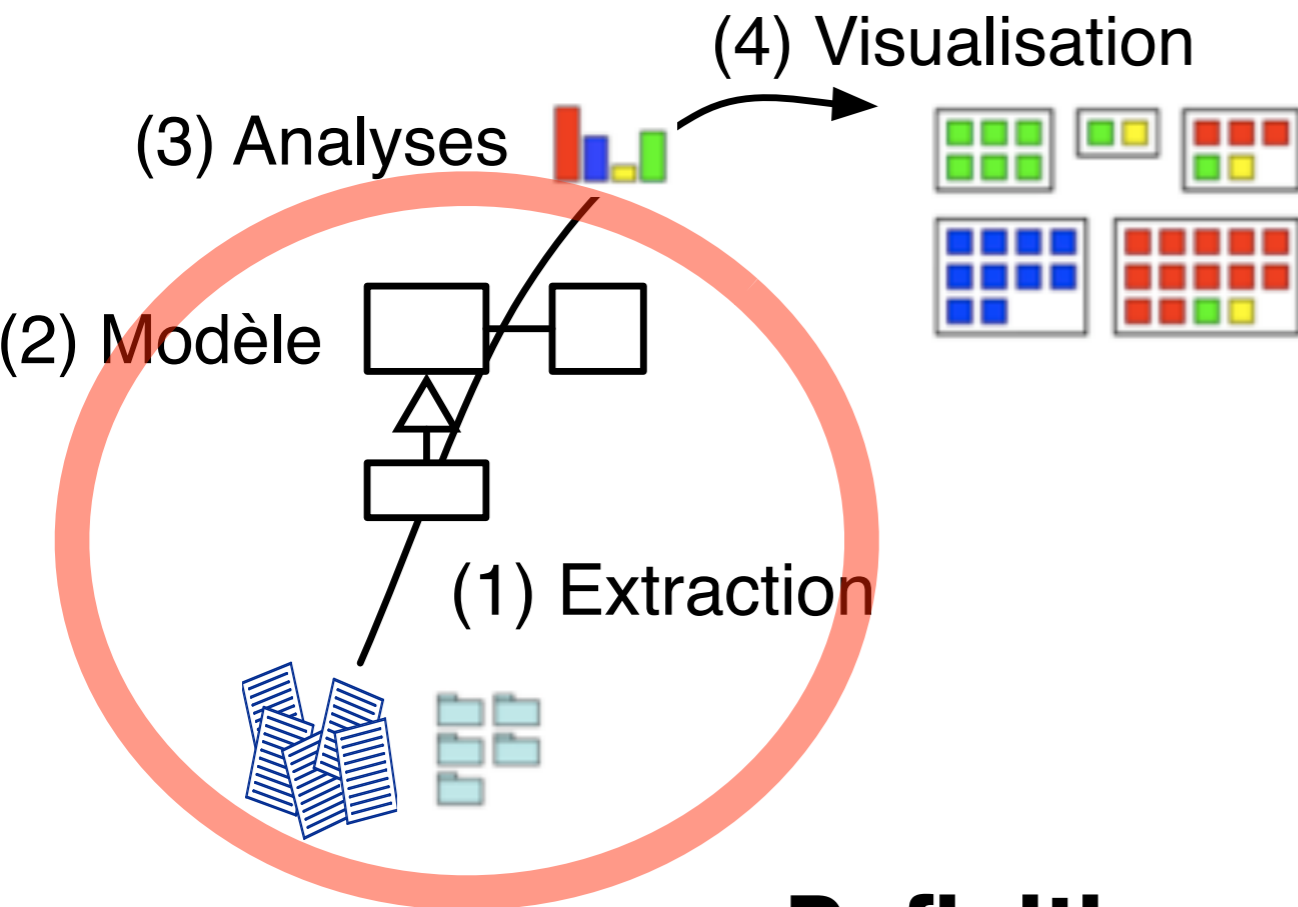 (4) Visualisation
(3) Analyses
(2) Modèle
(1) Extraction